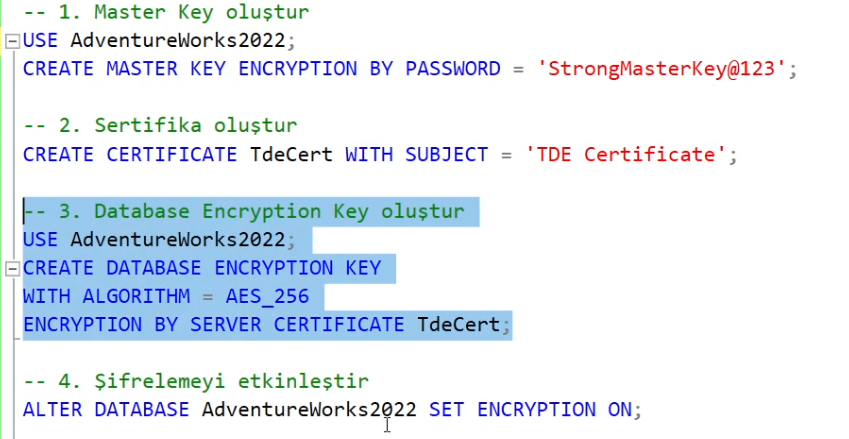 -- 1. Master Key oluştur
USE AdventureWorks2022;
CREATE MASTER KEY ENCRYPTION BY PASSWORD = 'StrongMasterKey@123';
-- 2. Sertifika oluştur
CREATE CERTIFICATE TdeCert WITH SUBJECT = 'TDE Certificate';
-- 3. Database Encryption Key oluştur
USE AdventureWorks2022;
CREATE DATABASE ENCRYPTION KEY
WITH ALGORITHM = AES_256
ENCRYPTION BY SERVER CERTIFICATE TdeCert;
-- 4. Şifrelemeyi etkinleştir
ALTER DATABASE AdventureWorks2022 SET ENCRYPTION ON;